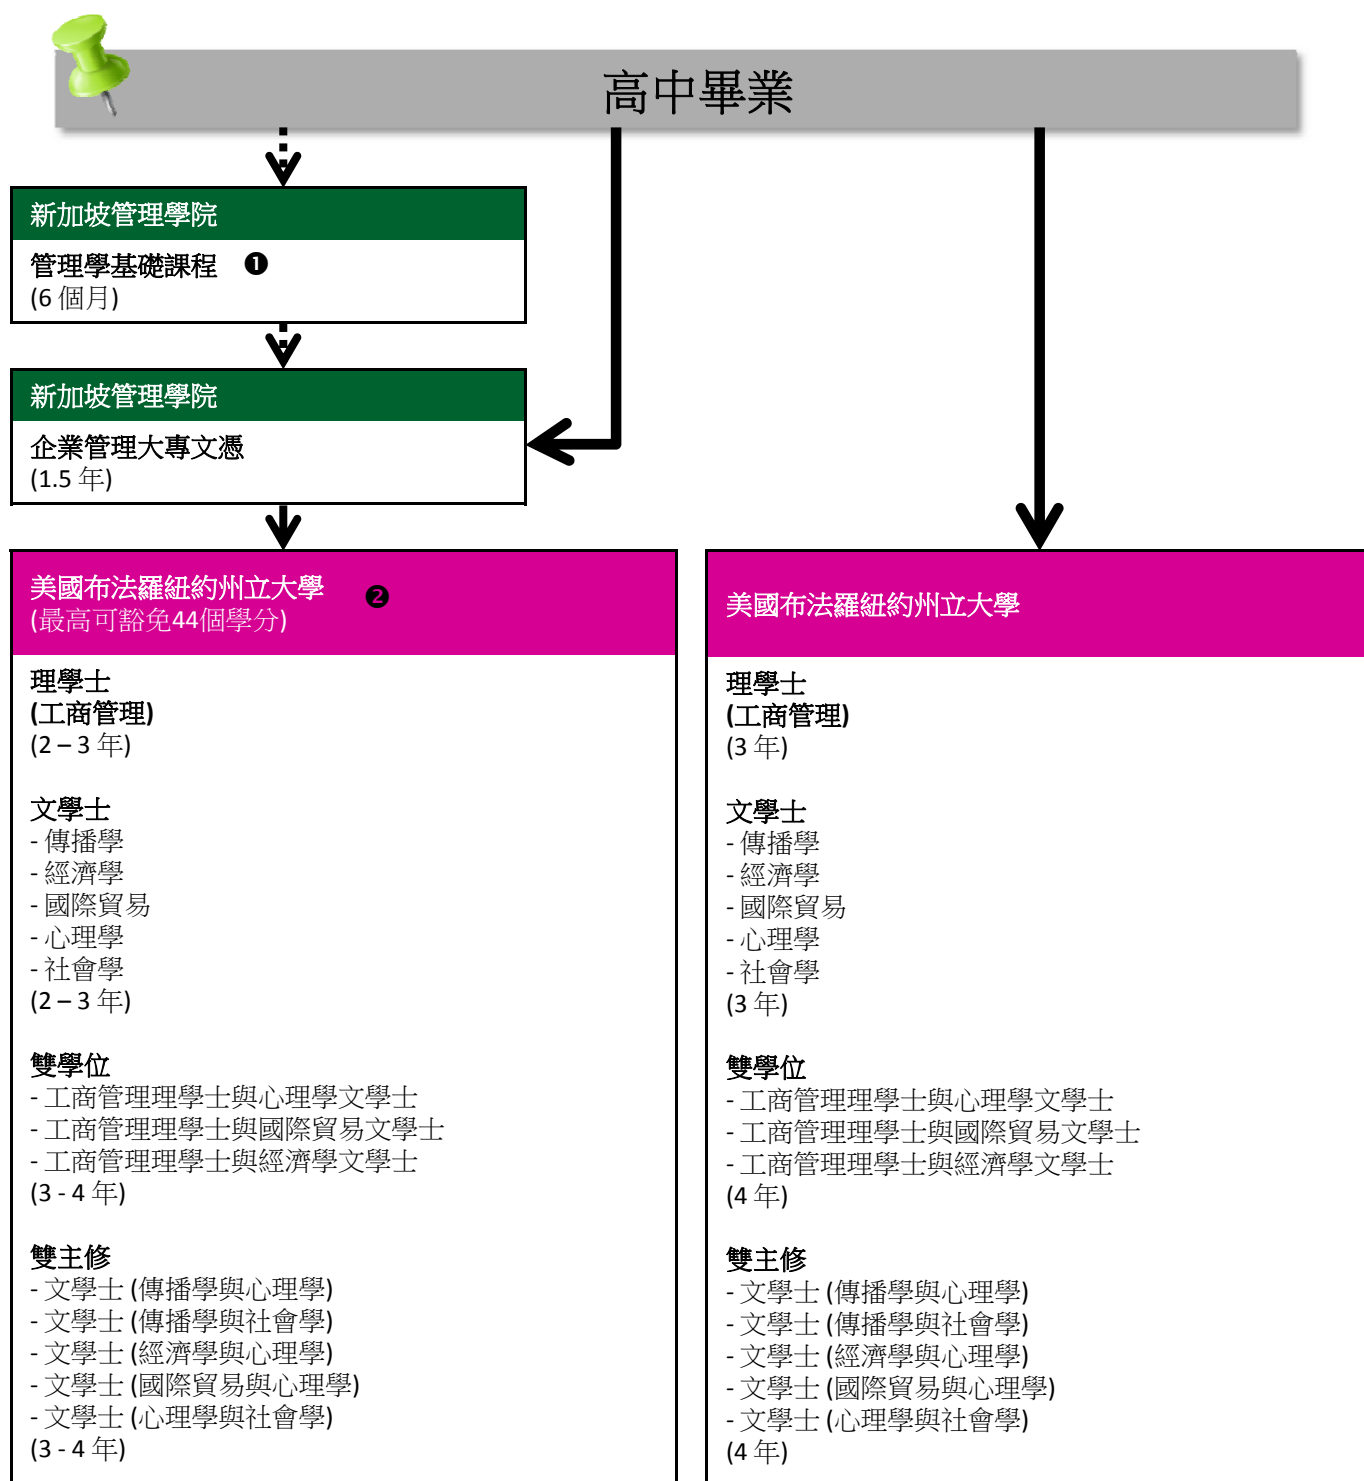 高中畢業
新加坡管理學院
管理學基礎課程 ❶
(6 個月)
新加坡管理學院
企業管理大專文憑
(1.5 年)
美國布法羅紐約州立大學 ❷
(最高可豁免44個學分)
理學士
(工商管理)
(2 – 3 年)
文學士
- 傳播學
- 經濟學
- 國際貿易
- 心理學
- 社會學
(2 – 3 年)
雙學位
- 工商管理理學士與心理學文學士
- 工商管理理學士與國際貿易文學士
- 工商管理理學士與經濟學文學士
(3 - 4 年)
雙主修
- 文學士 (傳播學與心理學)
- 文學士 (傳播學與社會學)
- 文學士 (經濟學與心理學)
- 文學士 (國際貿易與心理學)
- 文學士 (心理學與社會學)
(3 - 4 年)
美國布法羅紐約州立大學
理學士
(工商管理)
(3 年)
文學士
- 傳播學
- 經濟學
- 國際貿易
- 心理學
- 社會學
(3 年)
雙學位
- 工商管理理學士與心理學文學士
- 工商管理理學士與國際貿易文學士
- 工商管理理學士與經濟學文學士
(4 年)
雙主修
- 文學士 (傳播學與心理學)
- 文學士 (傳播學與社會學)
- 文學士 (經濟學與心理學)
- 文學士 (國際貿易與心理學)
- 文學士 (心理學與社會學)
(4 年)